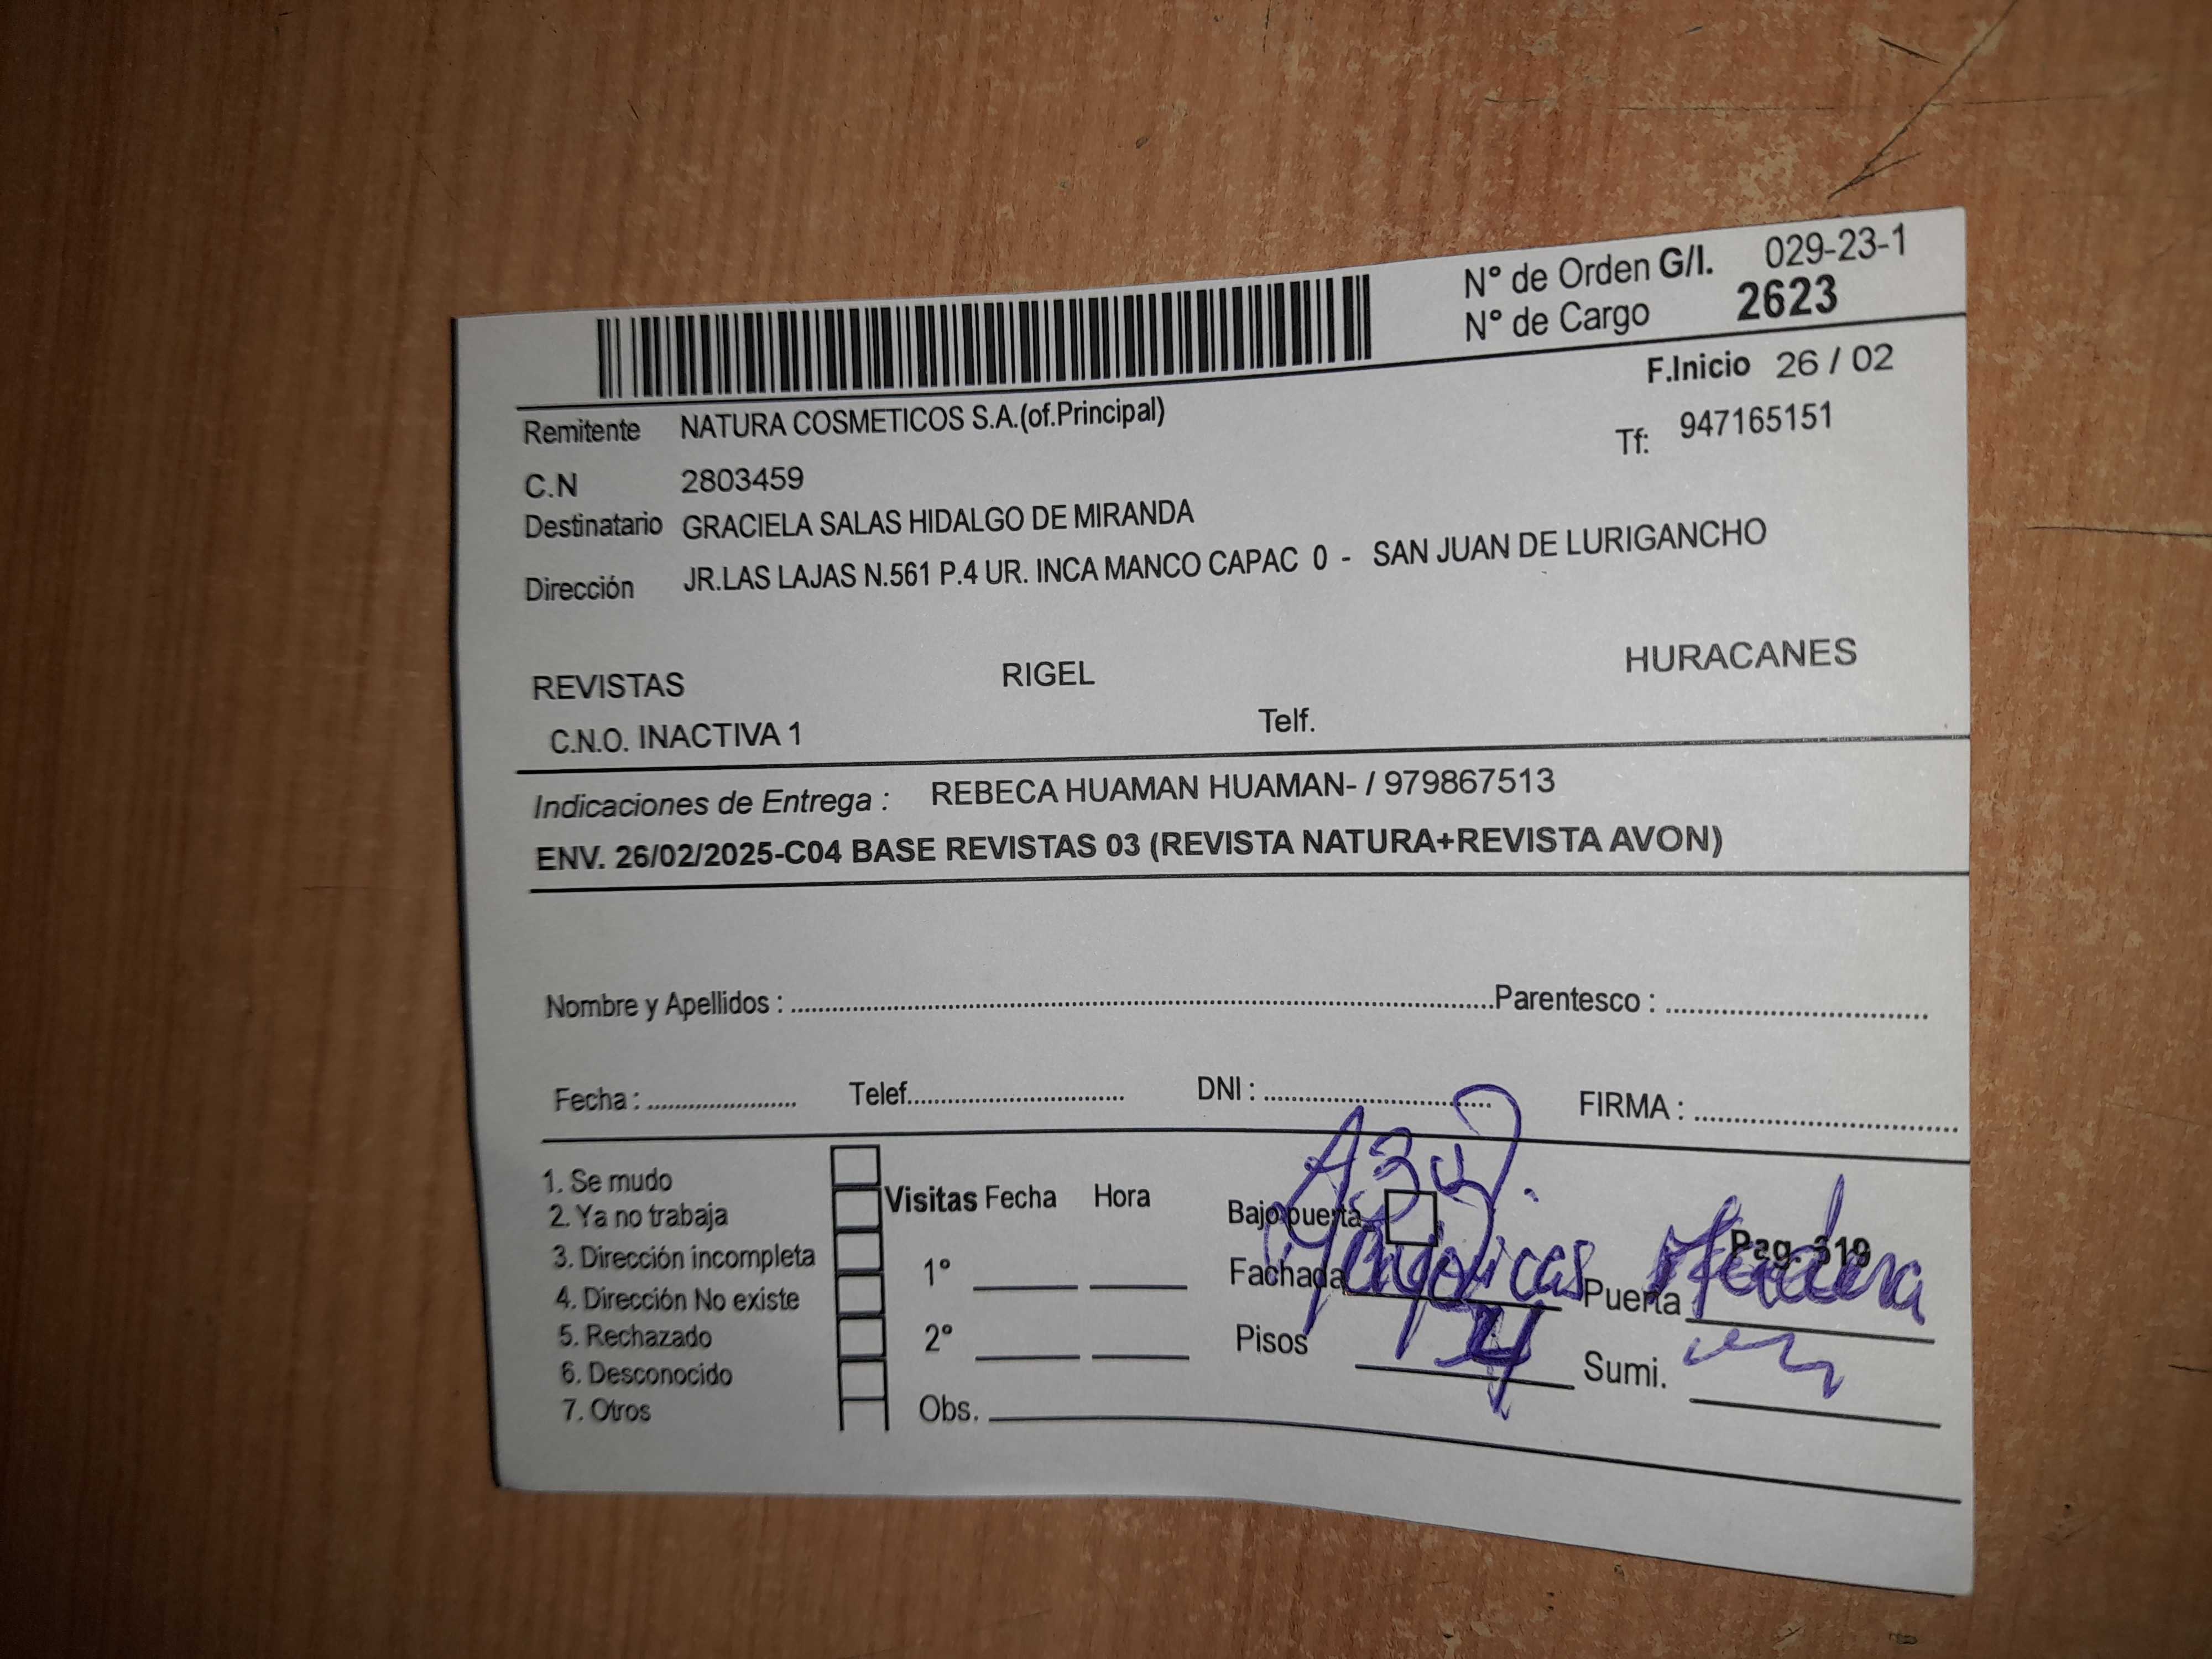 N° de Orden G/I. 029-23-1
N° de Cargo 2623
F.Inicio 26 / 02
Remitente NATURA COSMETICOS S.A.(of.Principal)
Tf: 947165151
C.N 2803459
Destinatario GRACIELA SALAS HIDALGO DE MIRANDA
Dirección JR.LAS LAJAS N.561 P.4 UR. INCA MANCO CAPAC 0 - SAN JUAN DE LURIGANCHO
REVISTAS RIGEL HURACANES
C.N.O. INACTIVA 1 Telf.
Indicaciones de Entrega : REBECA HUAMAN HUAMAN- / 979867513
ENV. 26/02/2025-C04 BASE REVISTAS 03 (REVISTA NATURA+REVISTA AVON)
Nombre y Apellidos : Parentesco :
Fecha : Telef. DNI : FIRMA :
1. Se mudo
2. Ya no trabaja
3. Dirección incompleta
4. Dirección No existe
5. Rechazado
6. Desconocido
7. Otros
Visitas Fecha Hora
1°
2°
Obs.
Bajo puerta
Pag. 319
Fachada Puerta
Pisos 4 Sumi.